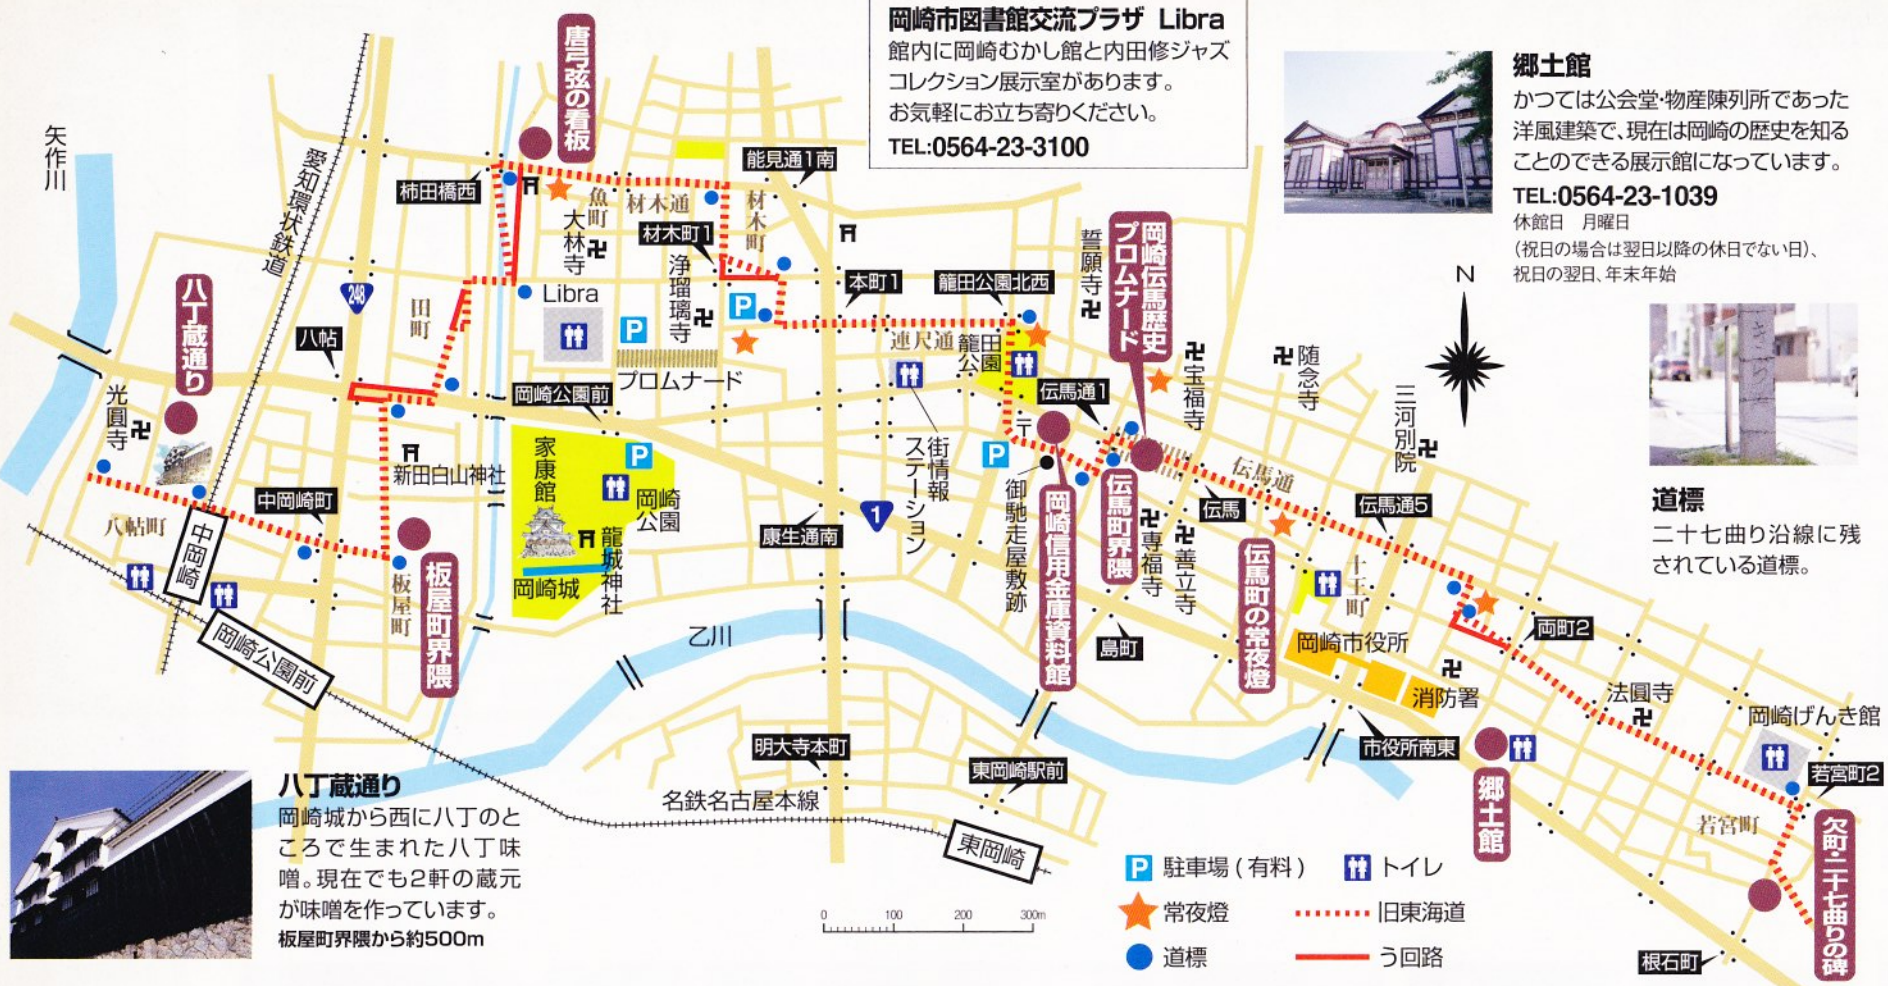 岡崎市図書館交流プラザ Libra
館内に岡崎むかし館と内田修ジャズ
コレクション展示室があります。
お気軽にお立ち寄りください。
TEL:0564-23-3100
郷土館
かつては公会堂・物産陳列所であった
洋風建築で、現在は岡崎の歴史を知る
ことのできる展示館になっています。
TEL:0564-23-1039
休館日 月曜日
(祝日の場合は翌日以降の休日でない日)、
祝日の翌日、年末年始
道標
二十七曲り沿線に残
されている道標。
矢作川
愛知環状鉄道
唐弓弦の看板
柿田橋西
能見通1南
魚町
材木通
材木町
大林寺
材木町1
浄瑠璃寺
248
八丁蔵通り
田町
Libra
P
P
本町1
籠田公園北西
誓願寺
岡崎伝馬歴史
プロムナード
N
八帖
プロムナード
連尺通
籠田
公園
宝福寺
随念寺
三河別院
光圓寺
岡崎公園前
伝馬通1
〒
新田白山神社
家康館
P
岡崎
公園
街情報
ステーション
P
御馳走屋敷跡
伝馬通
伝馬
伝馬通5
中岡崎町
八帖町
中岡崎
龍城神社
岡崎城
康生通南
1
岡崎信用金庫資料館
伝馬町界隈
専福寺
善立寺
伝馬町の常夜燈
十王町
板屋町
板屋町界隈
岡崎公園前
乙川
島町
岡崎市役所
両町2
消防署
法圓寺
岡崎げんき館
明大寺本町
東岡崎駅前
市役所南東
若宮町2
名鉄名古屋本線
東岡崎
郷土館
若宮町
欠町・二十七曲りの碑
根石町
八丁蔵通り
岡崎城から西に八丁のと
ころで生まれた八丁味
噌。現在でも2軒の蔵元
が味噌を作っています。
板屋町界隈から約500m
0 100 200 300m
P 駐車場(有料)
トイレ
常夜燈
旧東海道
道標
う回路